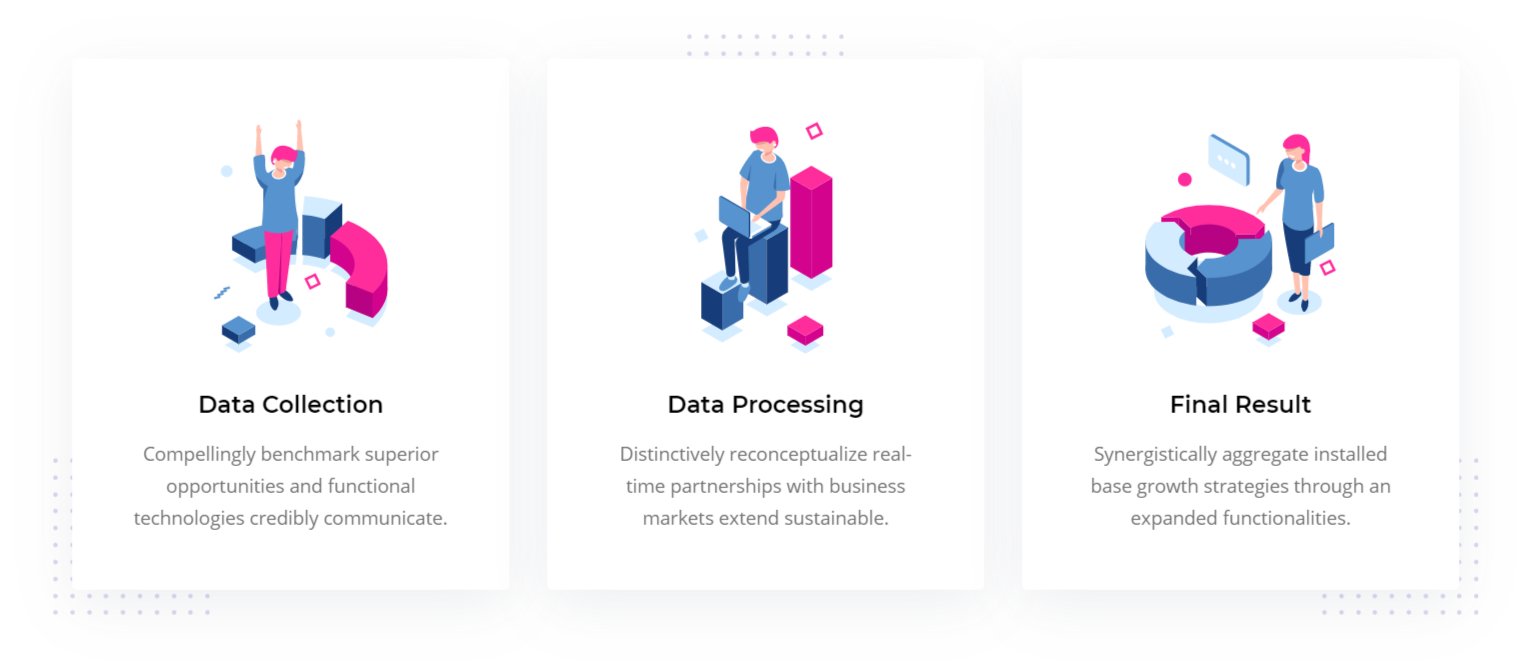 Data Collection
Compellingly benchmark superior
opportunities and functional
technologies credibly communicate.
Data Processing
Distinctively reconceptualize real-
time partnerships with business
markets extend sustainable.
Final Result
Synergistically aggregate installed
base growth strategies through an
expanded functionalities.